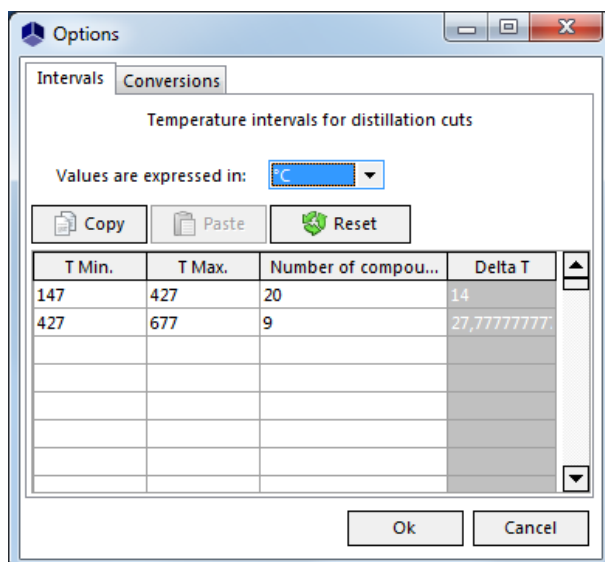 Options
Intervals Conversions
Temperature intervals for distillation cuts
Values are expressed in: °C
Copy Paste Reset
T Min. T Max. Number of compou... Delta T
147 427 20 14
427 677 9 27,777777777
Ok Cancel